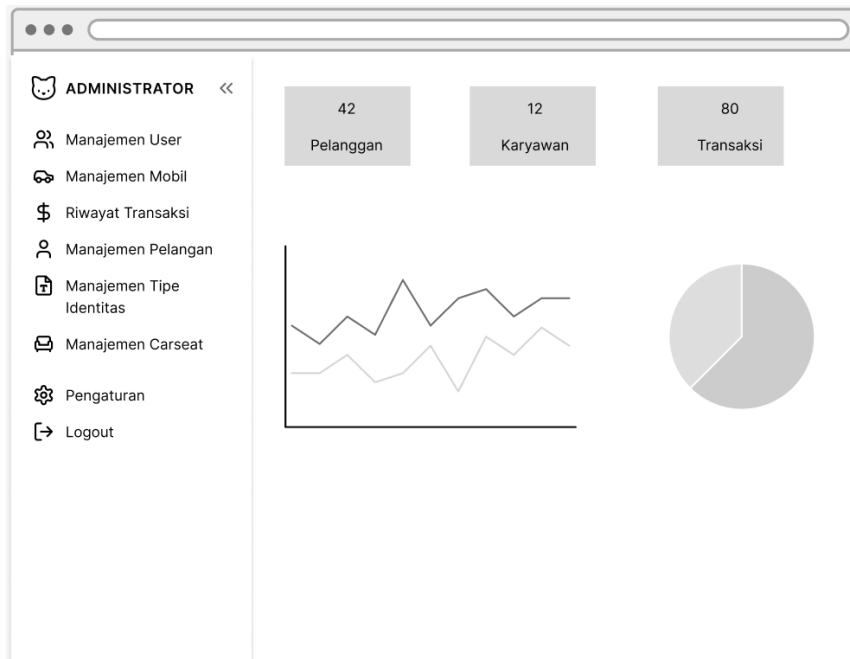 ADMINISTRATOR
Manajemen User
Manajemen Mobil
Riwayat Transaksi
Manajemen Pelangan
Manajemen Tipe
Identitas
Manajemen Carseat
Pengaturan
Logout
42
Pelanggan
12
Karyawan
80
Transaksi